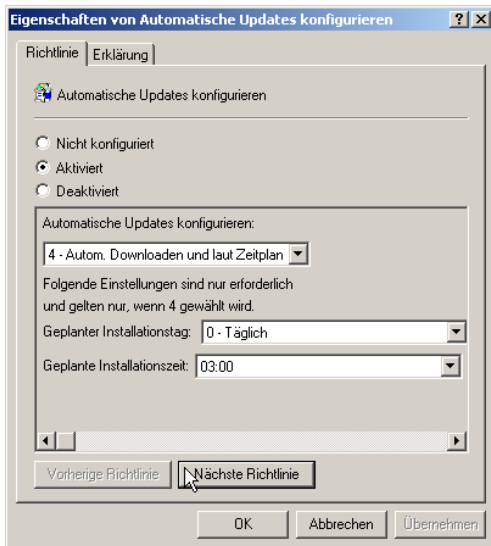 Eigenschaften von Automatische Updates konfigurieren
Richtlinie Erklärung
Automatische Updates konfigurieren
Nicht konfiguriert
Aktiviert
Deaktiviert
Automatische Updates konfigurieren:
4 - Autom. Downloaden und laut Zeitplan
Folgende Einstellungen sind nur erforderlich
und gelten nur, wenn 4 gewählt wird.
Geplanter Installationstag: 0 - Täglich
Geplante Installationszeit: 03:00
Vorherige Richtlinie Nächste Richtlinie
OK Abbrechen Übernehmen